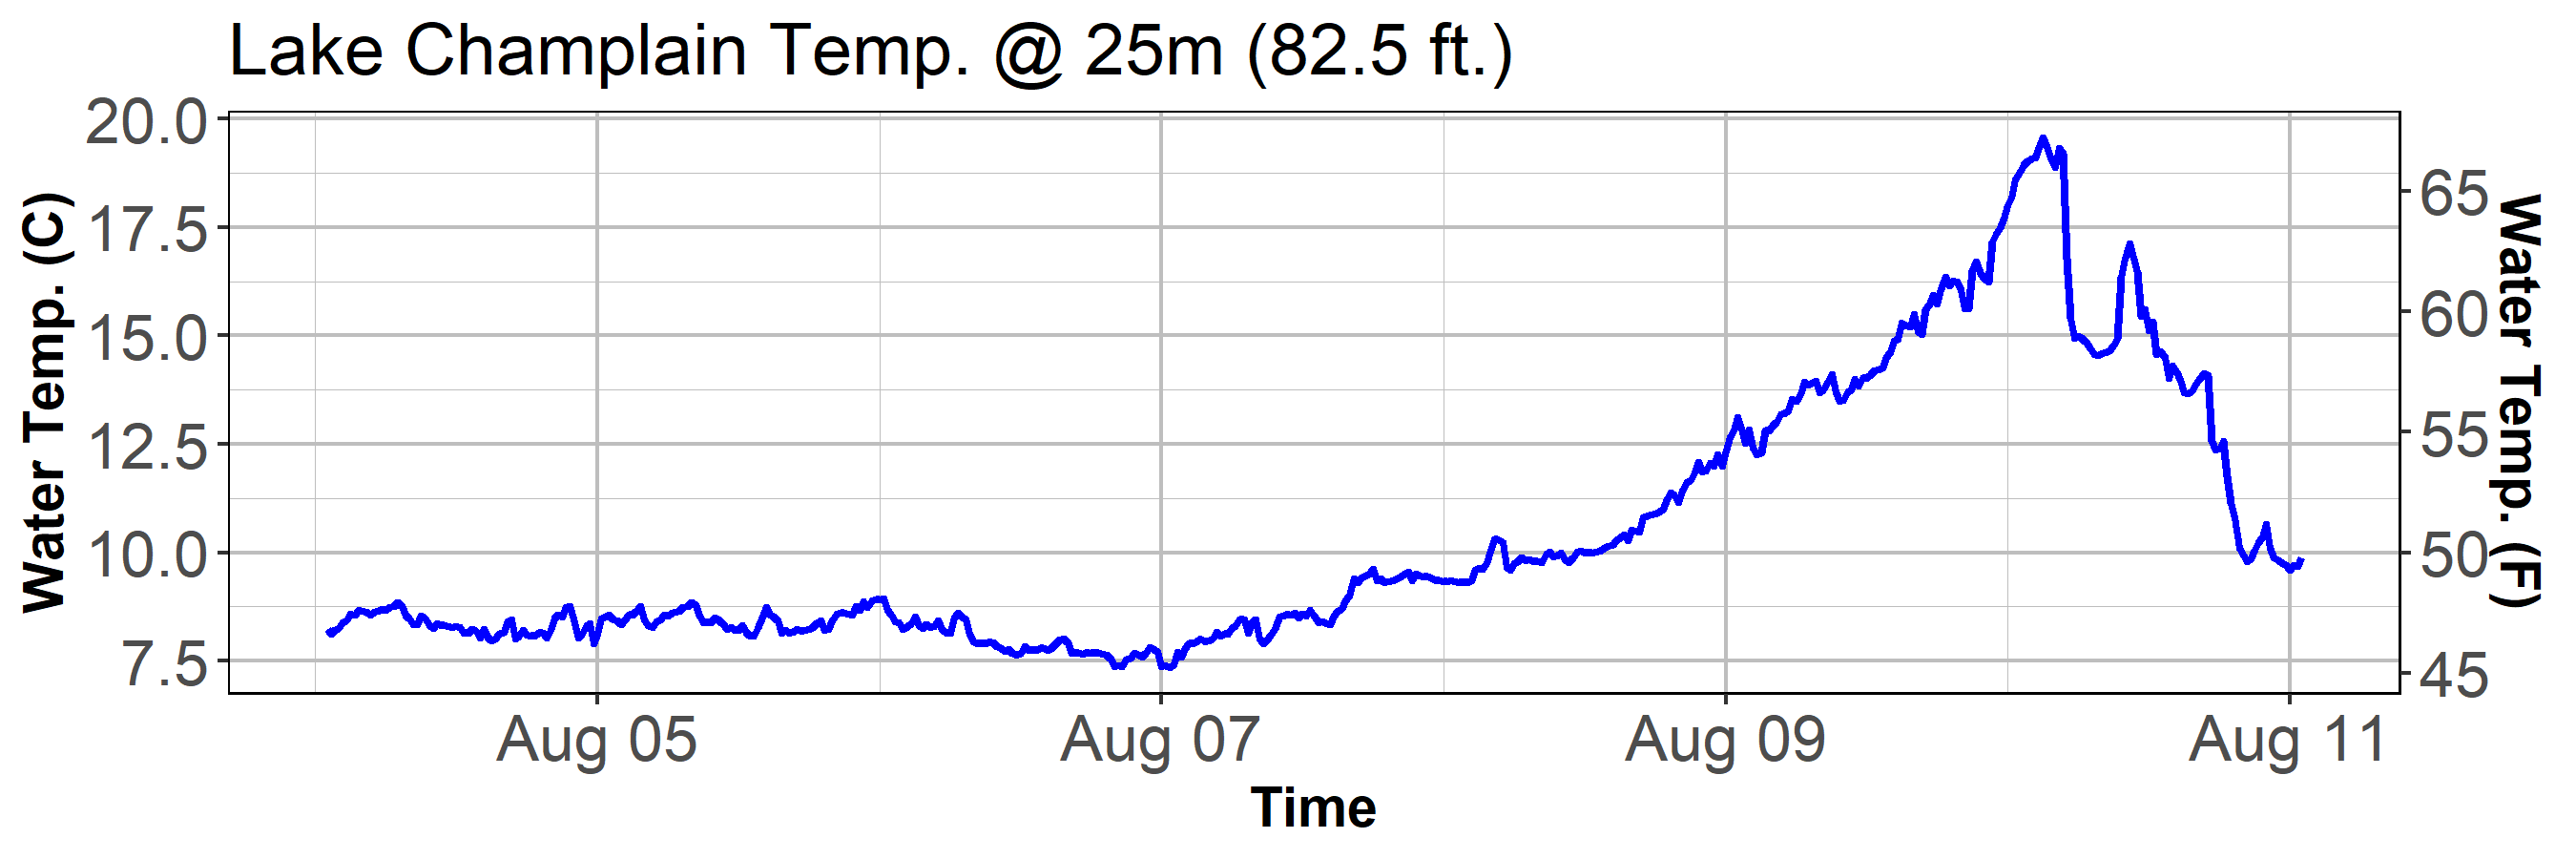 Lake Champlain Temp. @ 25m (82.5 ft.)
20.0
17.5
15.0
12.5
10.0
7.5
Water Temp. (C)
65
60
55
50
45
Water Temp. (F)
Aug 05 Aug 07 Aug 09 Aug 11
Time